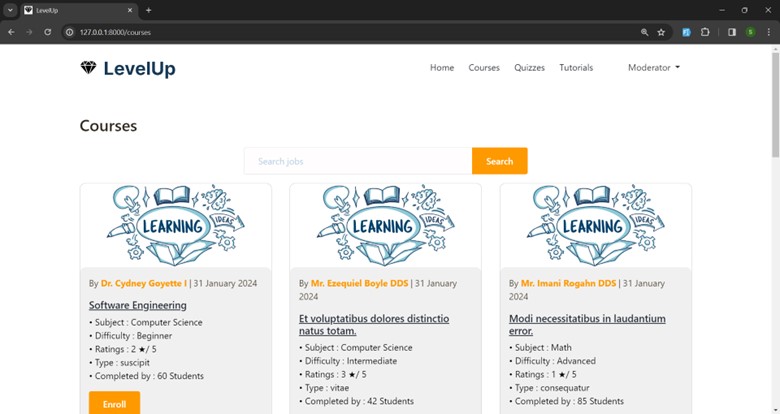 LevelUp
127.0.0.1:8000/courses
S
LevelUp
Home Courses Quizzes Tutorials Moderator
Courses
Search jobs Search
LEARNING IDEAS
LEARNING IDEAS
LEARNING IDEAS
By Dr. Cydney Goyette I | 31 January 2024
Software Engineering
• Subject : Computer Science
• Difficulty : Beginner
• Ratings : 2 ★/ 5
• Type : suscipit
• Completed by : 60 Students
Enroll
By Mr. Ezequiel Boyle DDS | 31 January
2024
Et voluptatibus dolores distinctio
natus totam.
• Subject : Computer Science
• Difficulty : Intermediate
• Ratings : 3 ★/ 5
• Type : vitae
• Completed by : 42 Students
By Mr. Imani Rogahn DDS | 31 January
2024
Modi necessitatibus in laudantium
error.
• Subject : Math
• Difficulty : Advanced
• Ratings : 1 ★/ 5
• Type : consequatur
• Completed by : 85 Students